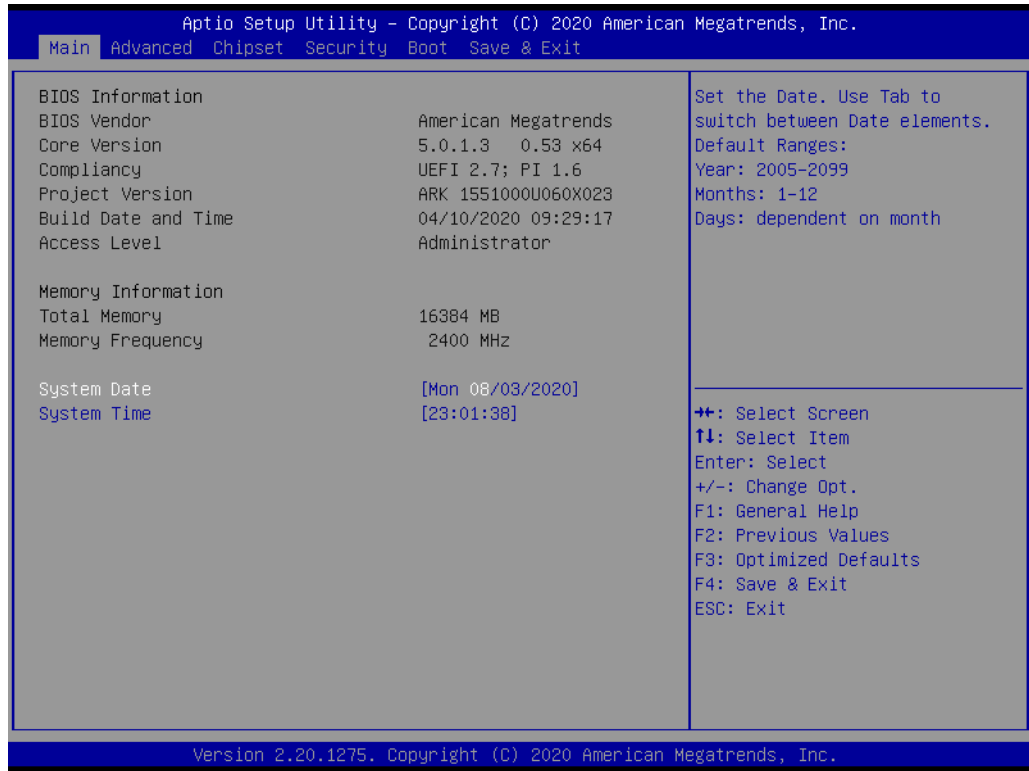 Aptio Setup Utility – Copyright (C) 2020 American Megatrends, Inc.
Main Advanced Chipset Security Boot Save & Exit
BIOS Information
BIOS Vendor American Megatrends
Core Version 5.0.1.3 0.53 x64
Compliancy UEFI 2.7; PI 1.6
Project Version ARK 1551000U060X023
Build Date and Time 04/10/2020 09:29:17
Access Level Administrator
Memory Information
Total Memory 16384 MB
Memory Frequency 2400 MHz
System Date [Mon 08/03/2020]
System Time [23:01:38]
Set the Date. Use Tab to
switch between Date elements.
Default Ranges:
Year: 2005-2099
Months: 1-12
Days: dependent on month
→←: Select Screen
↑↓: Select Item
Enter: Select
+/-: Change Opt.
F1: General Help
F2: Previous Values
F3: Optimized Defaults
F4: Save & Exit
ESC: Exit
Version 2.20.1275. Copyright (C) 2020 American Megatrends, Inc.